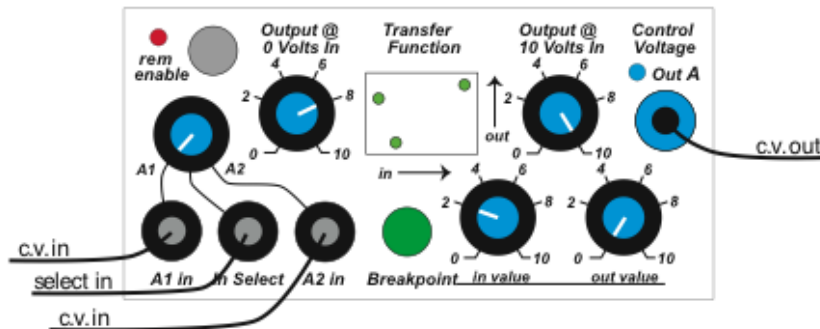 Output @
0 Volts In
Transfer
Function
Output @
10 Volts In
Control
Voltage
rem
enable
Out A
4
6
2
8
0
10
4
6
2
8
0
10
out
in
A1
A2
c.v. out
4
6
2
8
0
10
4
6
2
8
0
10
c.v. in
select in
c.v. in
A1 in
In Select
A2 in
Breakpoint
in value
out value